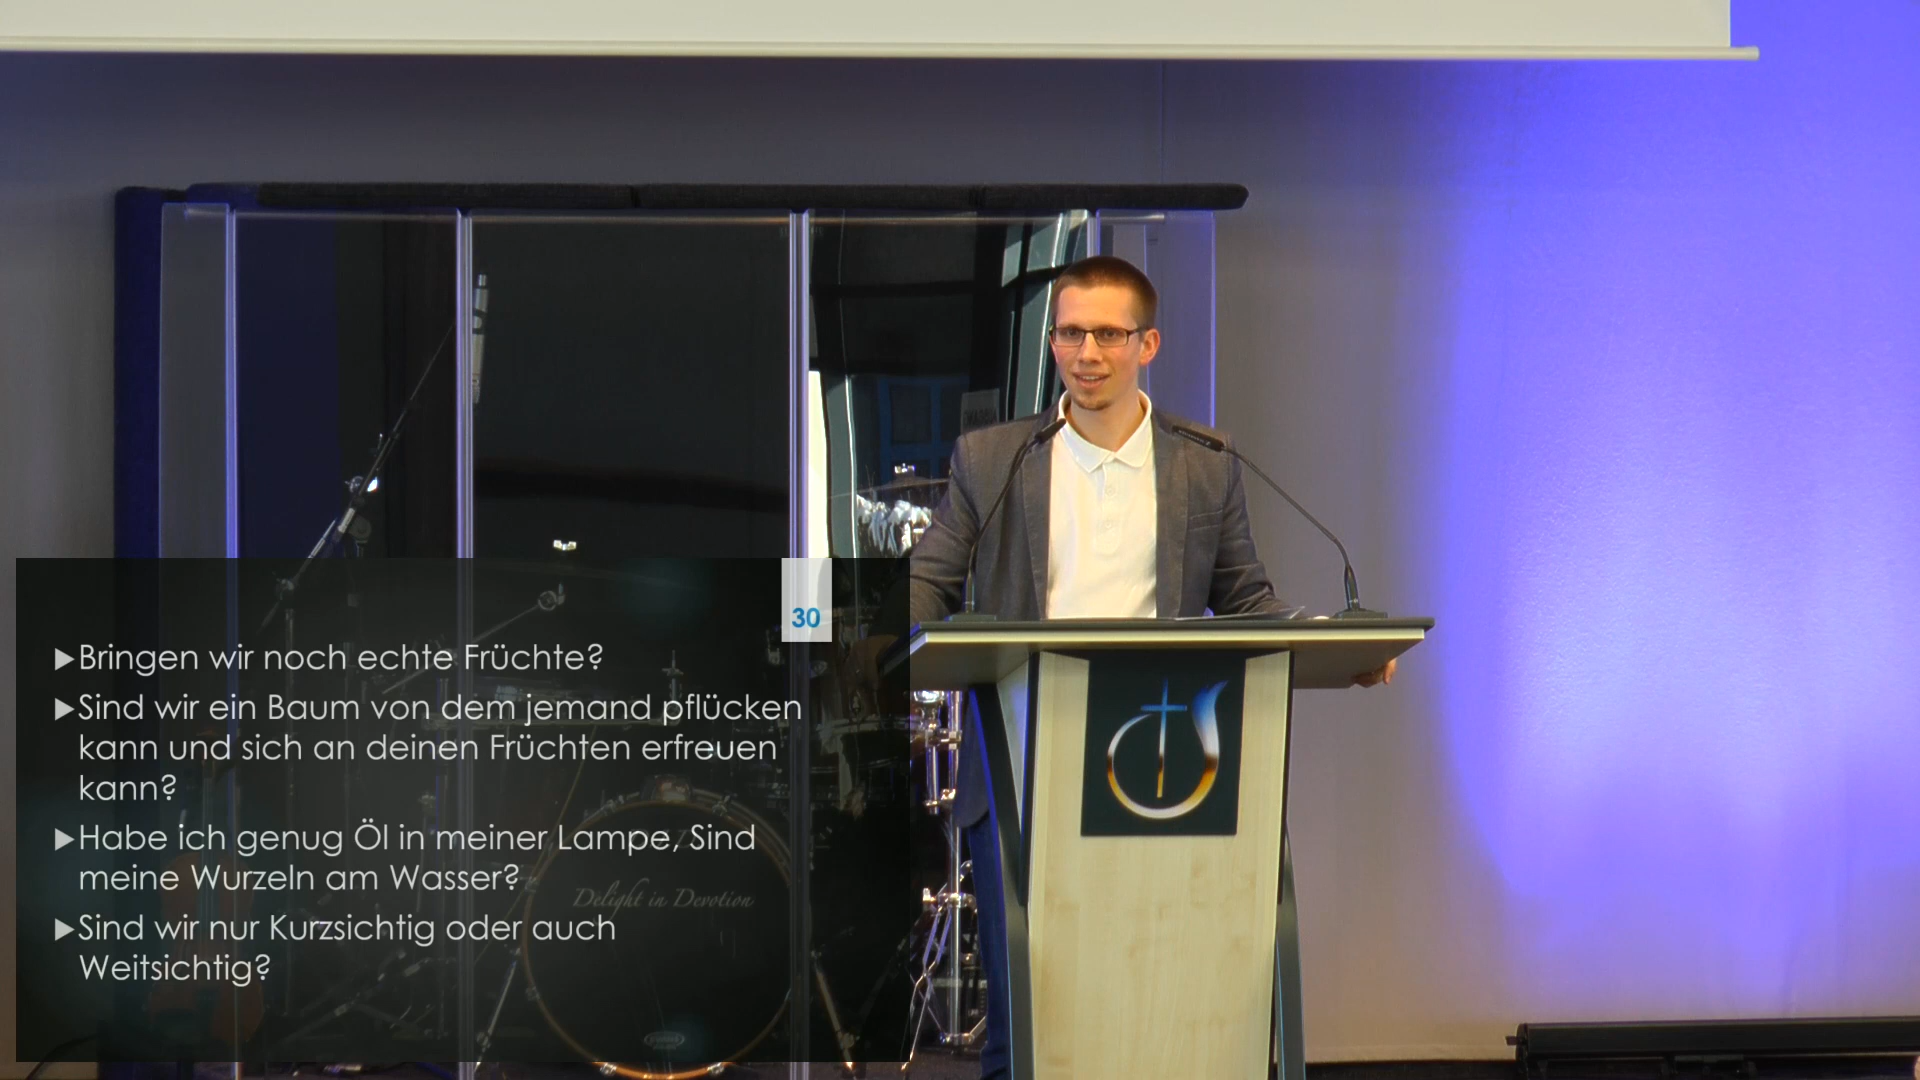 30
▶Bringen wir noch echte Früchte?
▶Sind wir ein Baum von dem jemand pflücken
kann und sich an deinen Früchten erfreuen
kann?
▶Habe ich genug Öl in meiner Lampe, Sind
meine Wurzeln am Wasser?
Delight in Devotion
▶Sind wir nur Kurzsichtig oder auch
Weitsichtig?